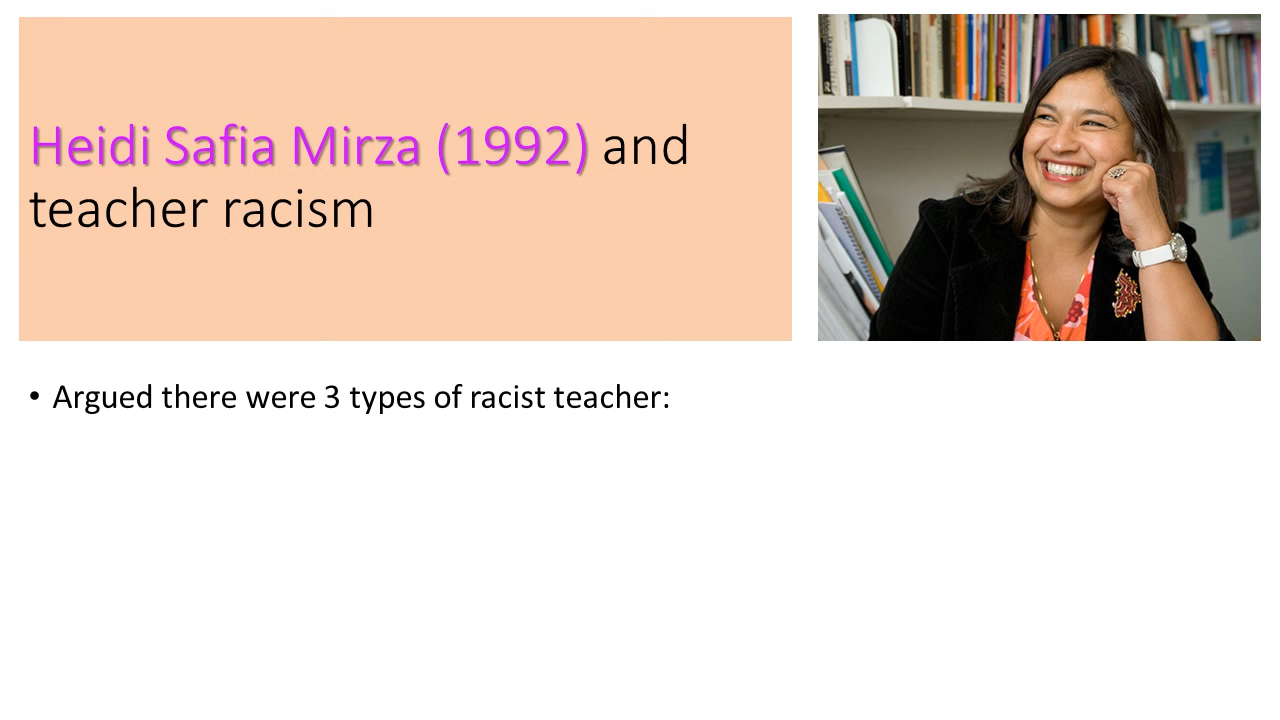 Heidi Safia Mirza (1992) and
teacher racism
• Argued there were 3 types of racist teacher: